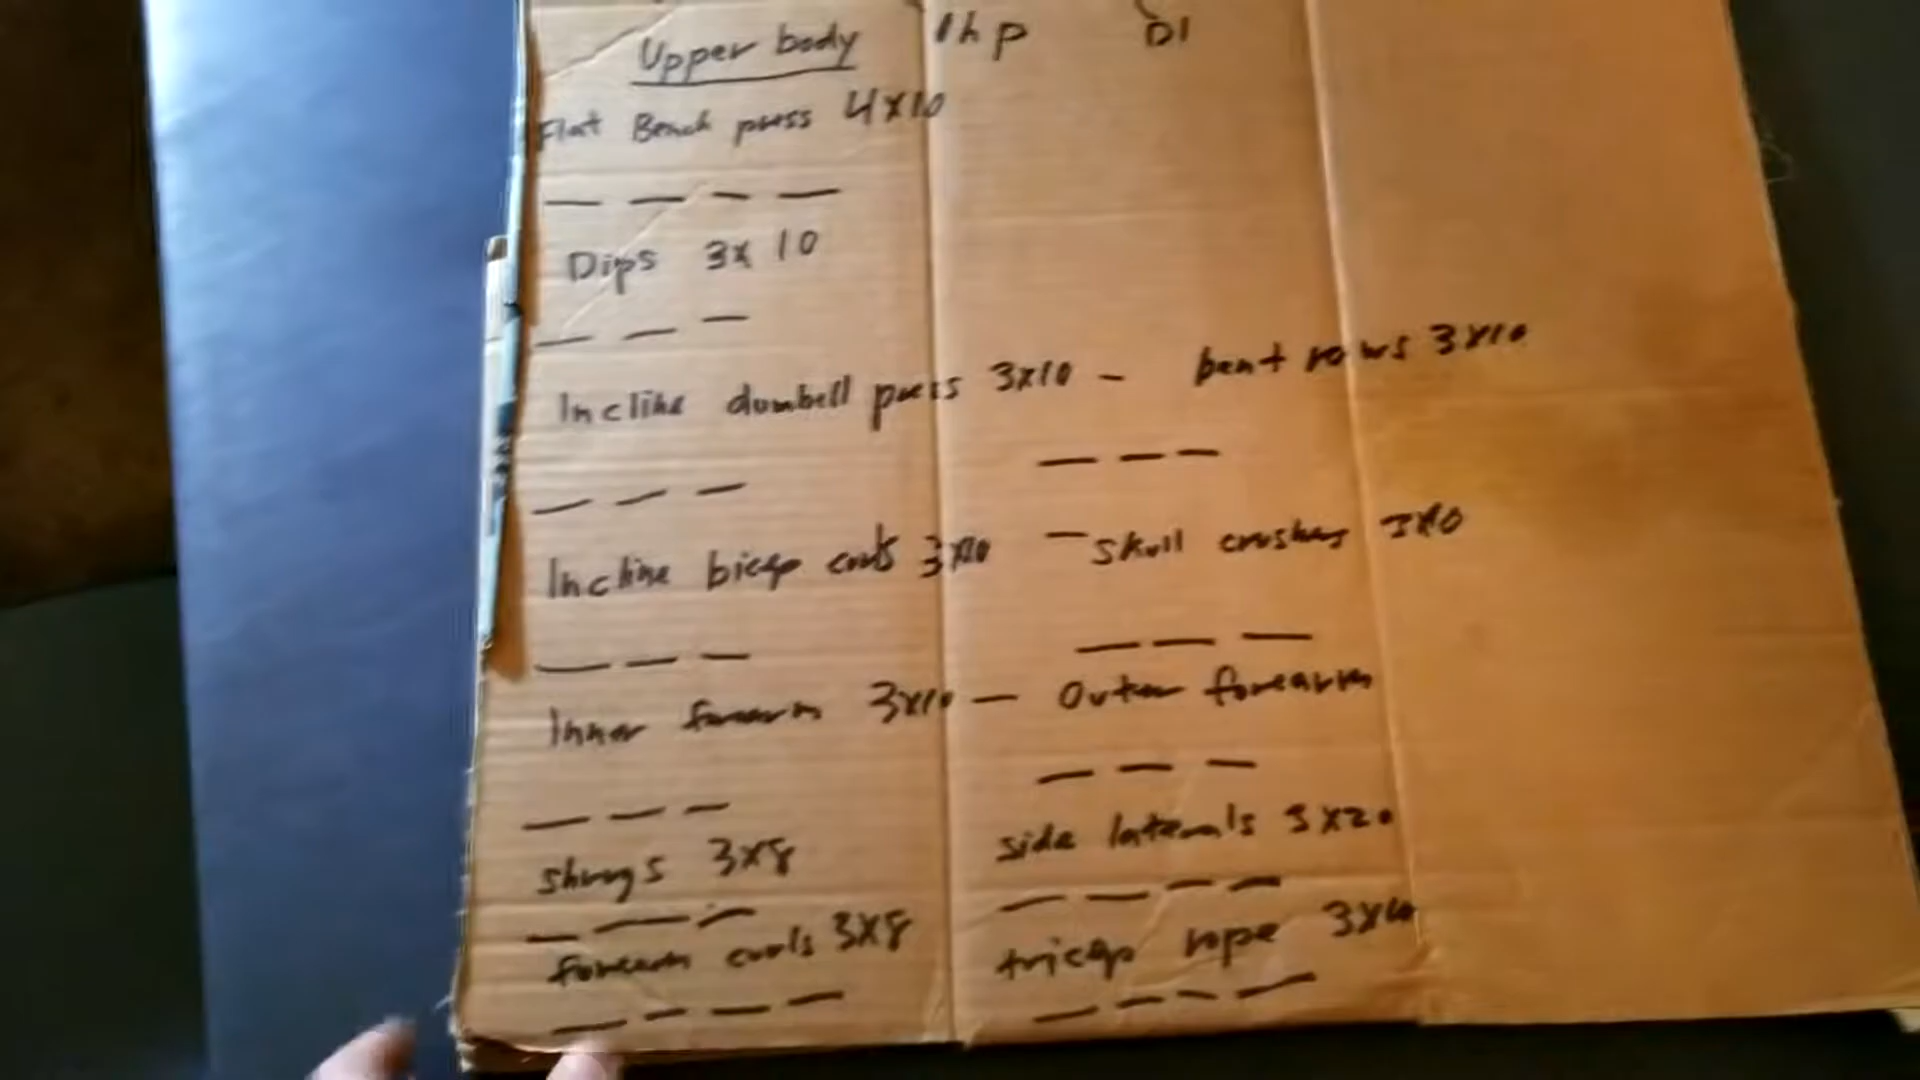 Upper body 1hp D1
Flat Bench press 4x10
Dips 3x10
Incline dumbell press 3x10 - bent rows 3x10
Incline bicep curls 3x10 - Skull crushers 3x10
Inner forearm 3x10 - Outer forearm
shrugs 3x8 side laterals 3x20
forearm curls 3x8 tricep rope 3x10